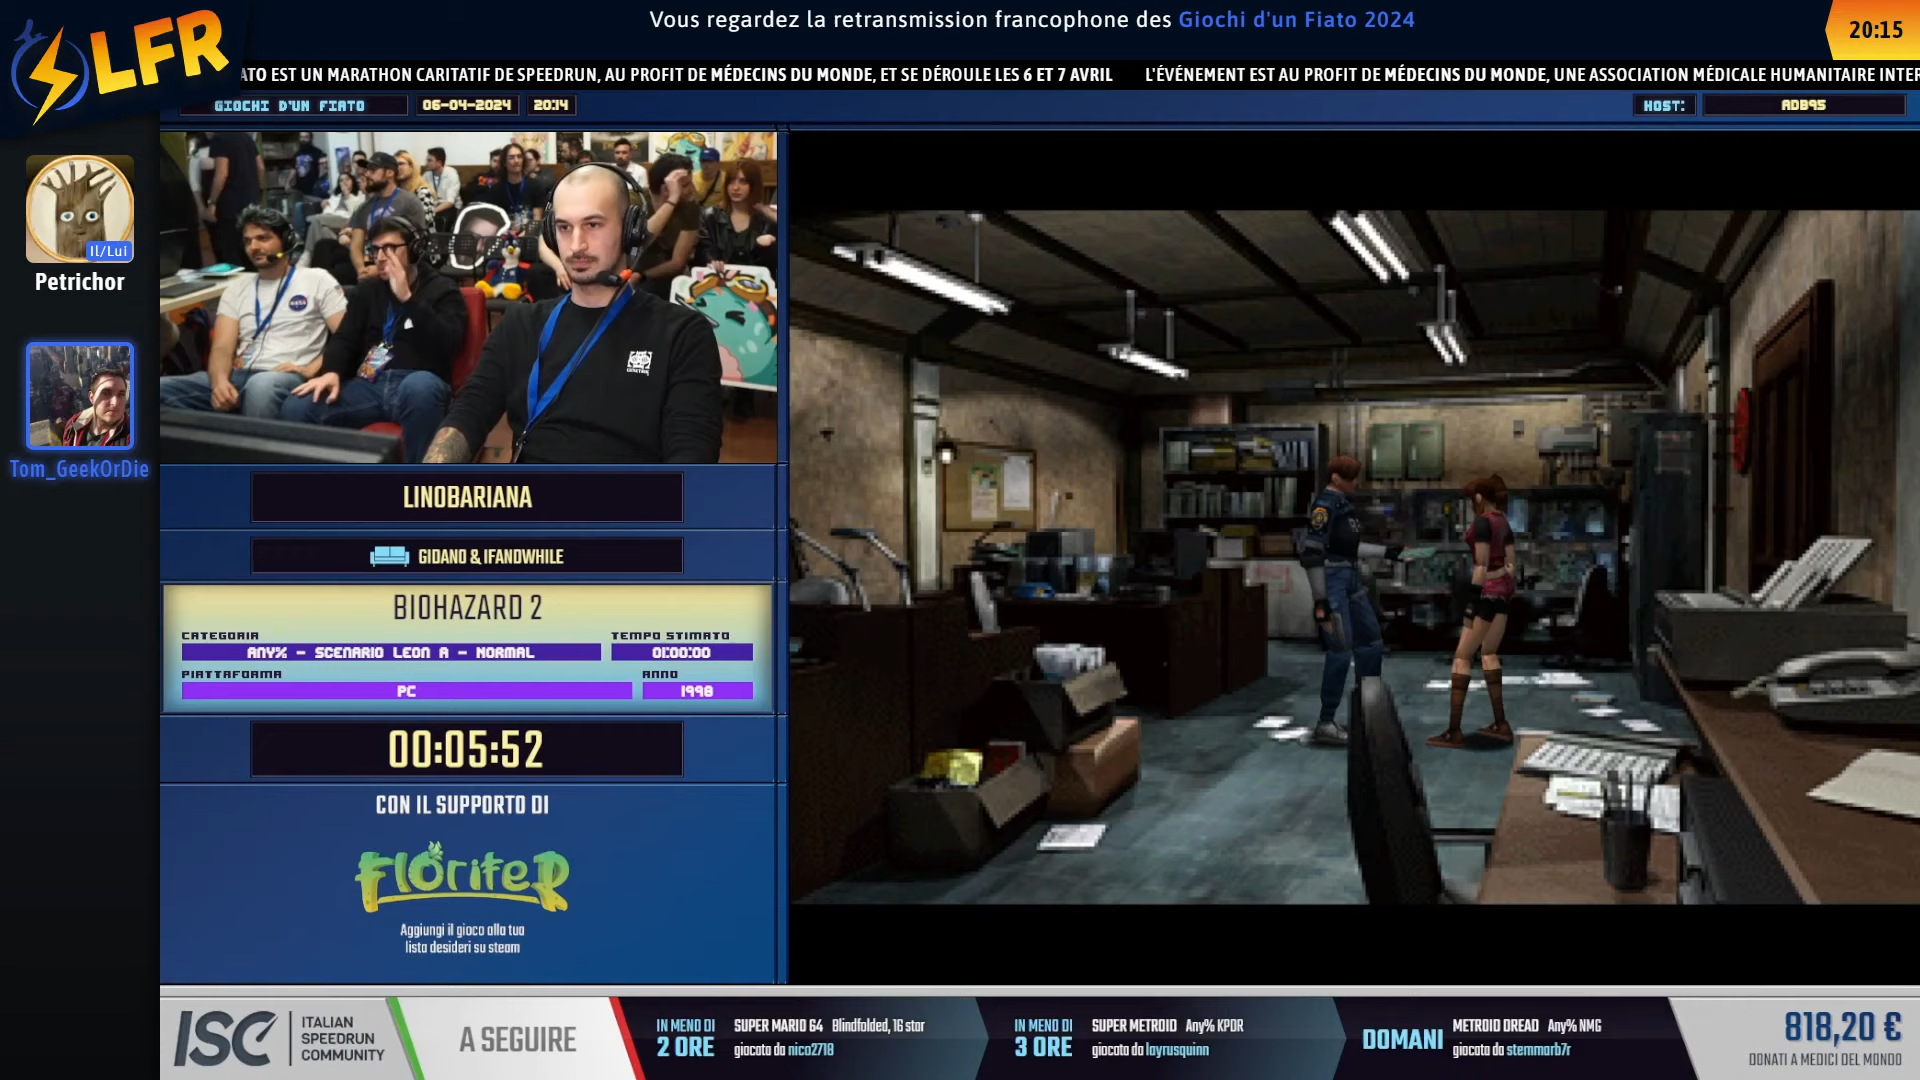 LFR
Vous regardez la retransmission francophone des Giochi d'un Fiato 2024
20:15
ATO EST UN MARATHON CARITATIF DE SPEEDRUN, AU PROFIT DE MÉDECINS DU MONDE, ET SE DÉROULE LES 6 ET 7 AVRIL L'ÉVÉNEMENT EST AU PROFIT DE MÉDECINS DU MONDE, UNE ASSOCIATION MÉDICALE HUMANITAIRE INTER
GIOCHI D'UN FIATO
06-04-2024
20:14
HOST:
ADB95
Il/Lui
Petrichor
Tom_GeekOrDie
NASA
LINOBARIANA
GIDANO & IFANDWHILE
BIOHAZARD 2
CATEGORIA
TEMPO STIMATO
ANY% - SCENARIO LEON A - NORMAL
01:00:00
PIATTAFORMA
ANNO
PC
1998
00:05:52
CON IL SUPPORTO DI
FLORIFER
Aggiungi il gioco alla tua
lista desideri su steam
ISC
ITALIAN
SPEEDRUN
COMMUNITY
A SEGUIRE
IN MENO DI
2 ORE
SUPER MARIO 64 Blindfolded, 16 star
giocata da nico2718
IN MENO DI
3 ORE
SUPER METROID Any% KPDR
giocata da layrusquinn
DOMANI
METROID DREAD Any% NMG
giocata da stemmarb7r
818,20 €
DONATI A MEDICI DEL MONDO